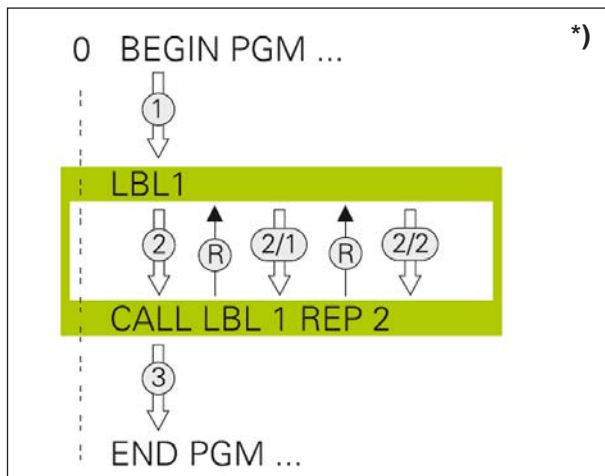 *)
0 BEGIN PGM ...
1
LBL1
2 R 2/1 R 2/2
CALL LBL 1 REP 2
3
END PGM ...